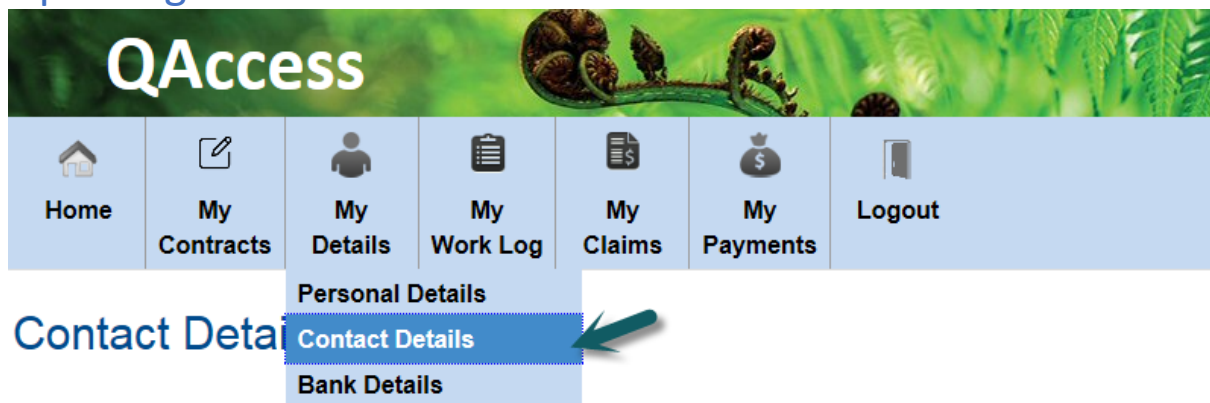 QAccess
Home
My Contracts
My Details
My Work Log
My Claims
My Payments
Logout
Personal Details
Contact Detai
Contact Details
Bank Details